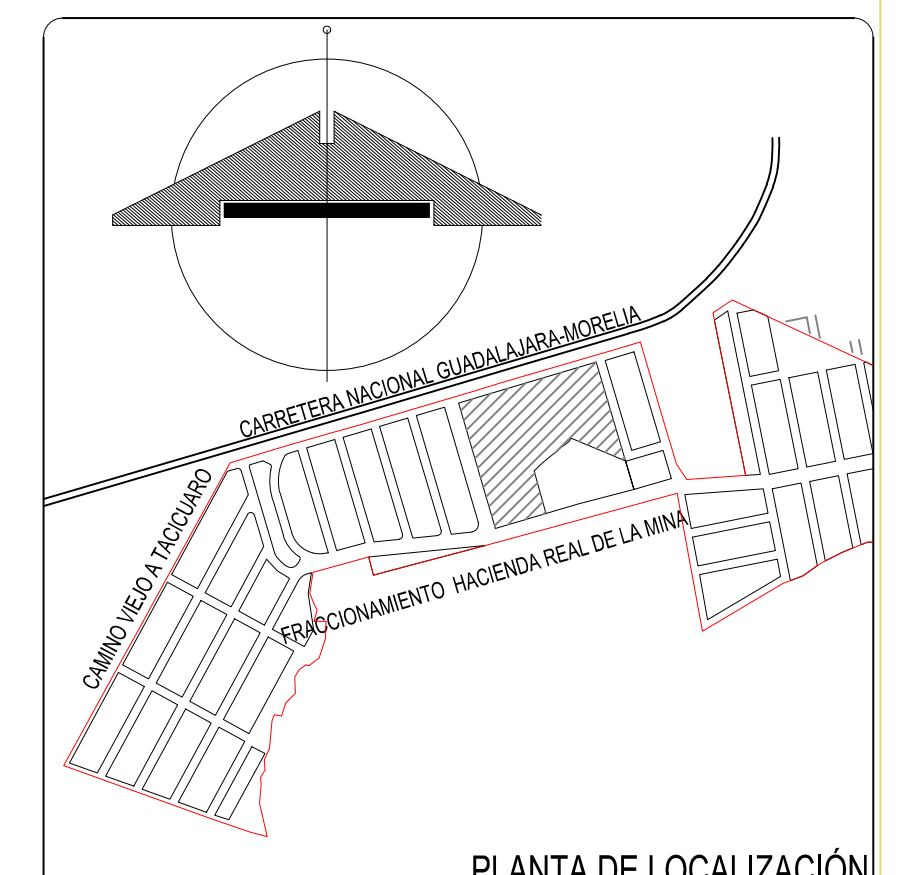 CARRETERA NACIONAL GUADALAJARA-MORELIA
CAMINO VIEJO A TACICUARO
FRACCIONAMIENTO HACIENDA REAL DE LA MINA
PLANTA DE LOCALIZACIÓN